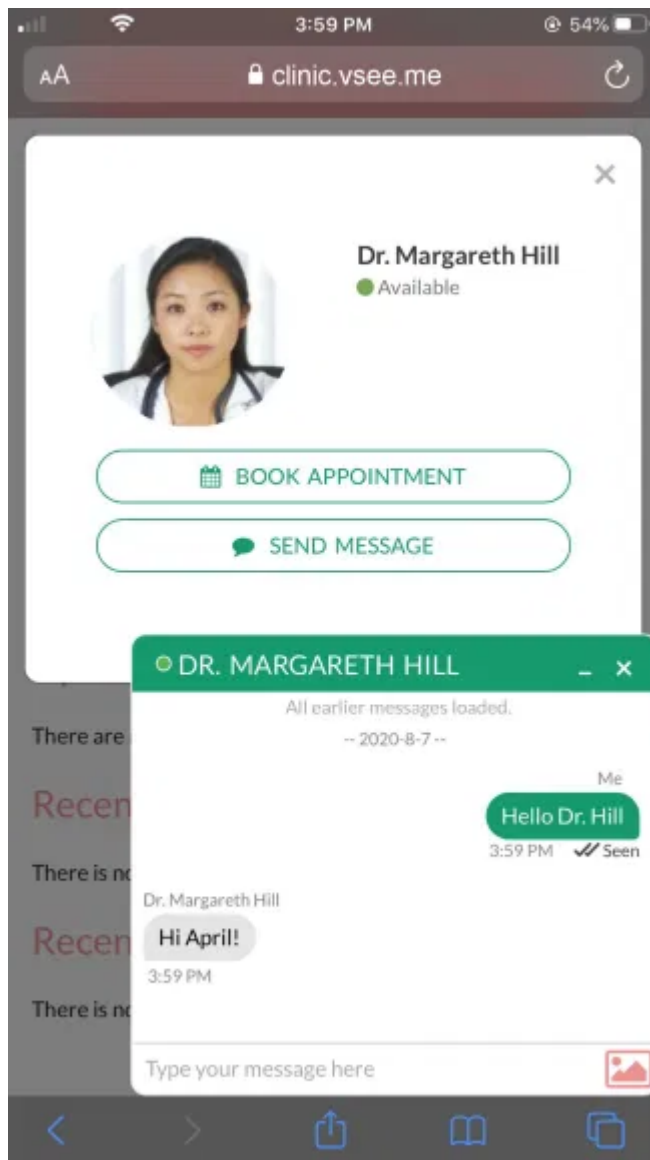 3:59 PM
54%
AA
clinic.vsee.me
Dr. Margareth Hill
Available
BOOK APPOINTMENT
SEND MESSAGE
DR. MARGARETH HILL
All earlier messages loaded.
-- 2020-8-7 --
There are
Me
Recen
Hello Dr. Hill
3:59 PM Seen
There is no
Dr. Margareth Hill
Recen
Hi April!
3:59 PM
There is no
Type your message here